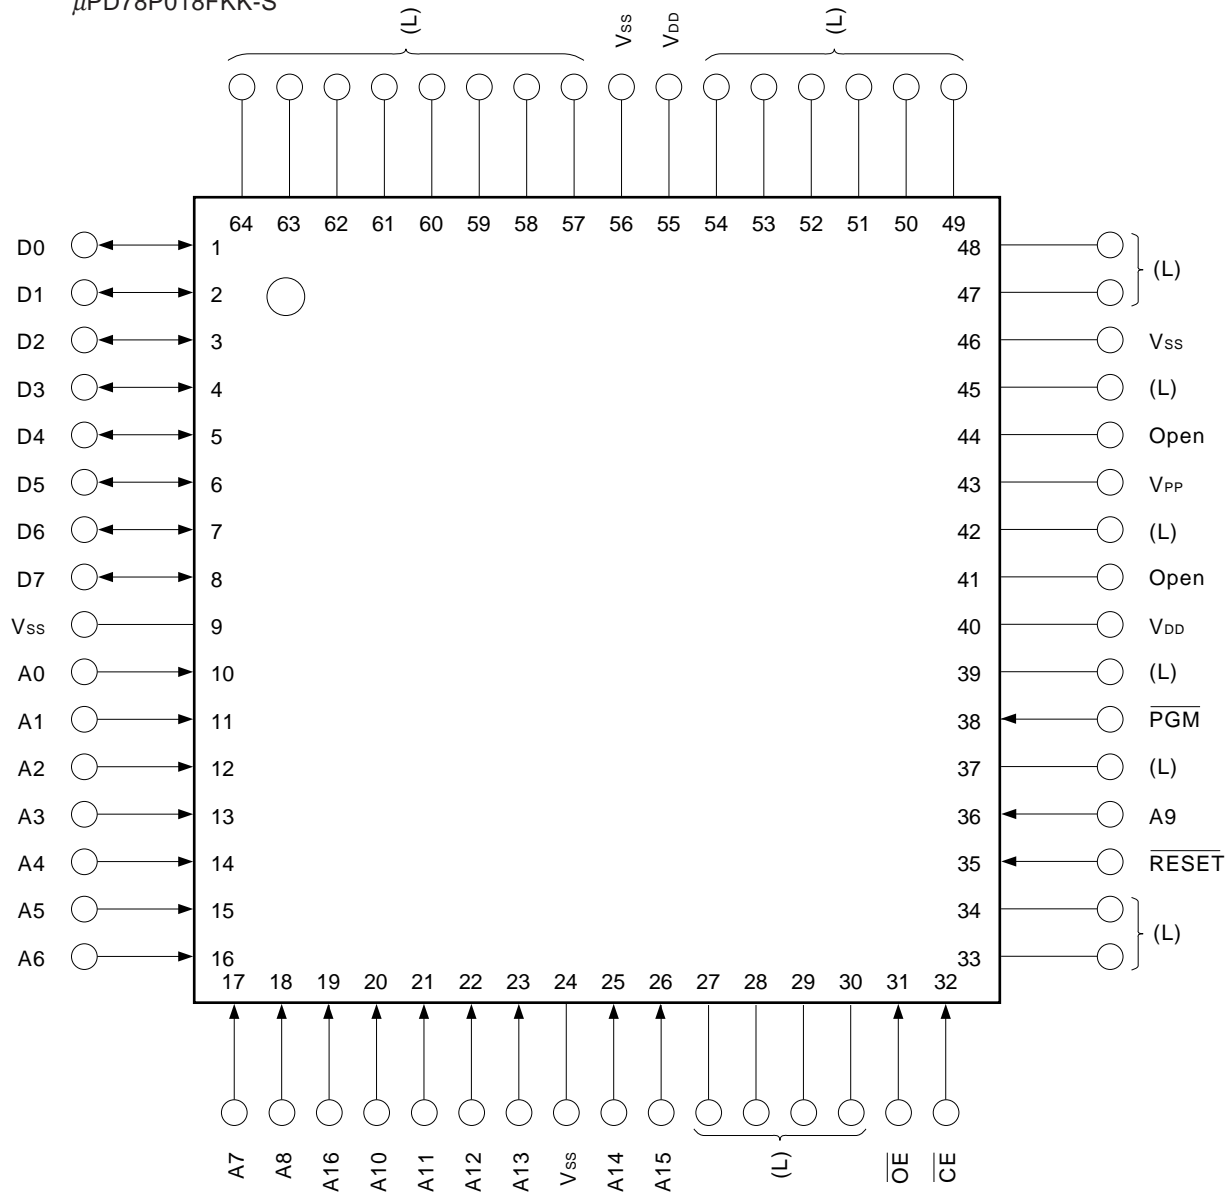 μPD78P018FKK-S
(L) VSS VDD (L)
64 63 62 61 60 59 58 57 56 55 54 53 52 51 50 49
D0 1 48
D1 2 47 (L)
D2 3 46 VSS
D3 4 45 (L)
D4 5 44 Open
D5 6 43 VPP
D6 7 42 (L)
D7 8 41 Open
VSS 9 40 VDD
A0 10 39 (L)
A1 11 38 P̅G̅M̅
A2 12 37 (L)
A3 13 36 A9
A4 14 35 R̅E̅S̅E̅T̅
A5 15 34
A6 16 33 (L)
17 18 19 20 21 22 23 24 25 26 27 28 29 30 31 32
A7 A8 A16 A10 A11 A12 A13 VSS A14 A15 (L) O̅E̅ C̅E̅